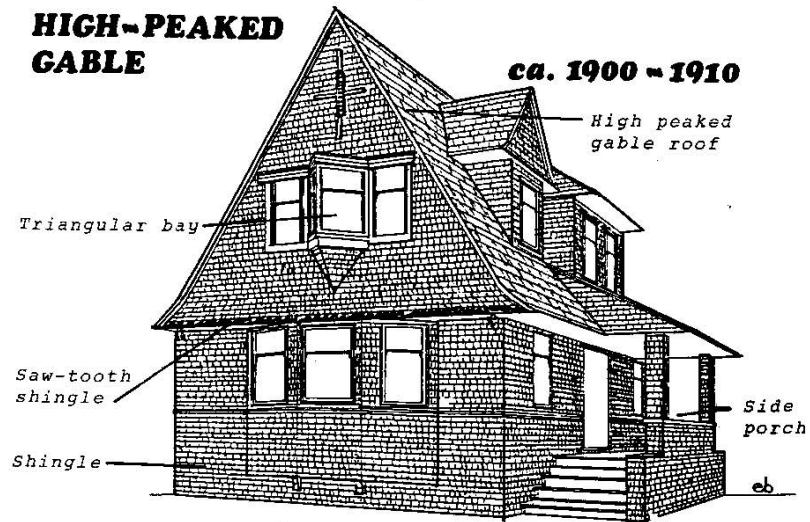 HIGH-PEAKED
GABLE
ca. 1900-1910
High peaked
gable roof
Triangular bay
Saw-tooth
shingle
Side
porch
Shingle
eb